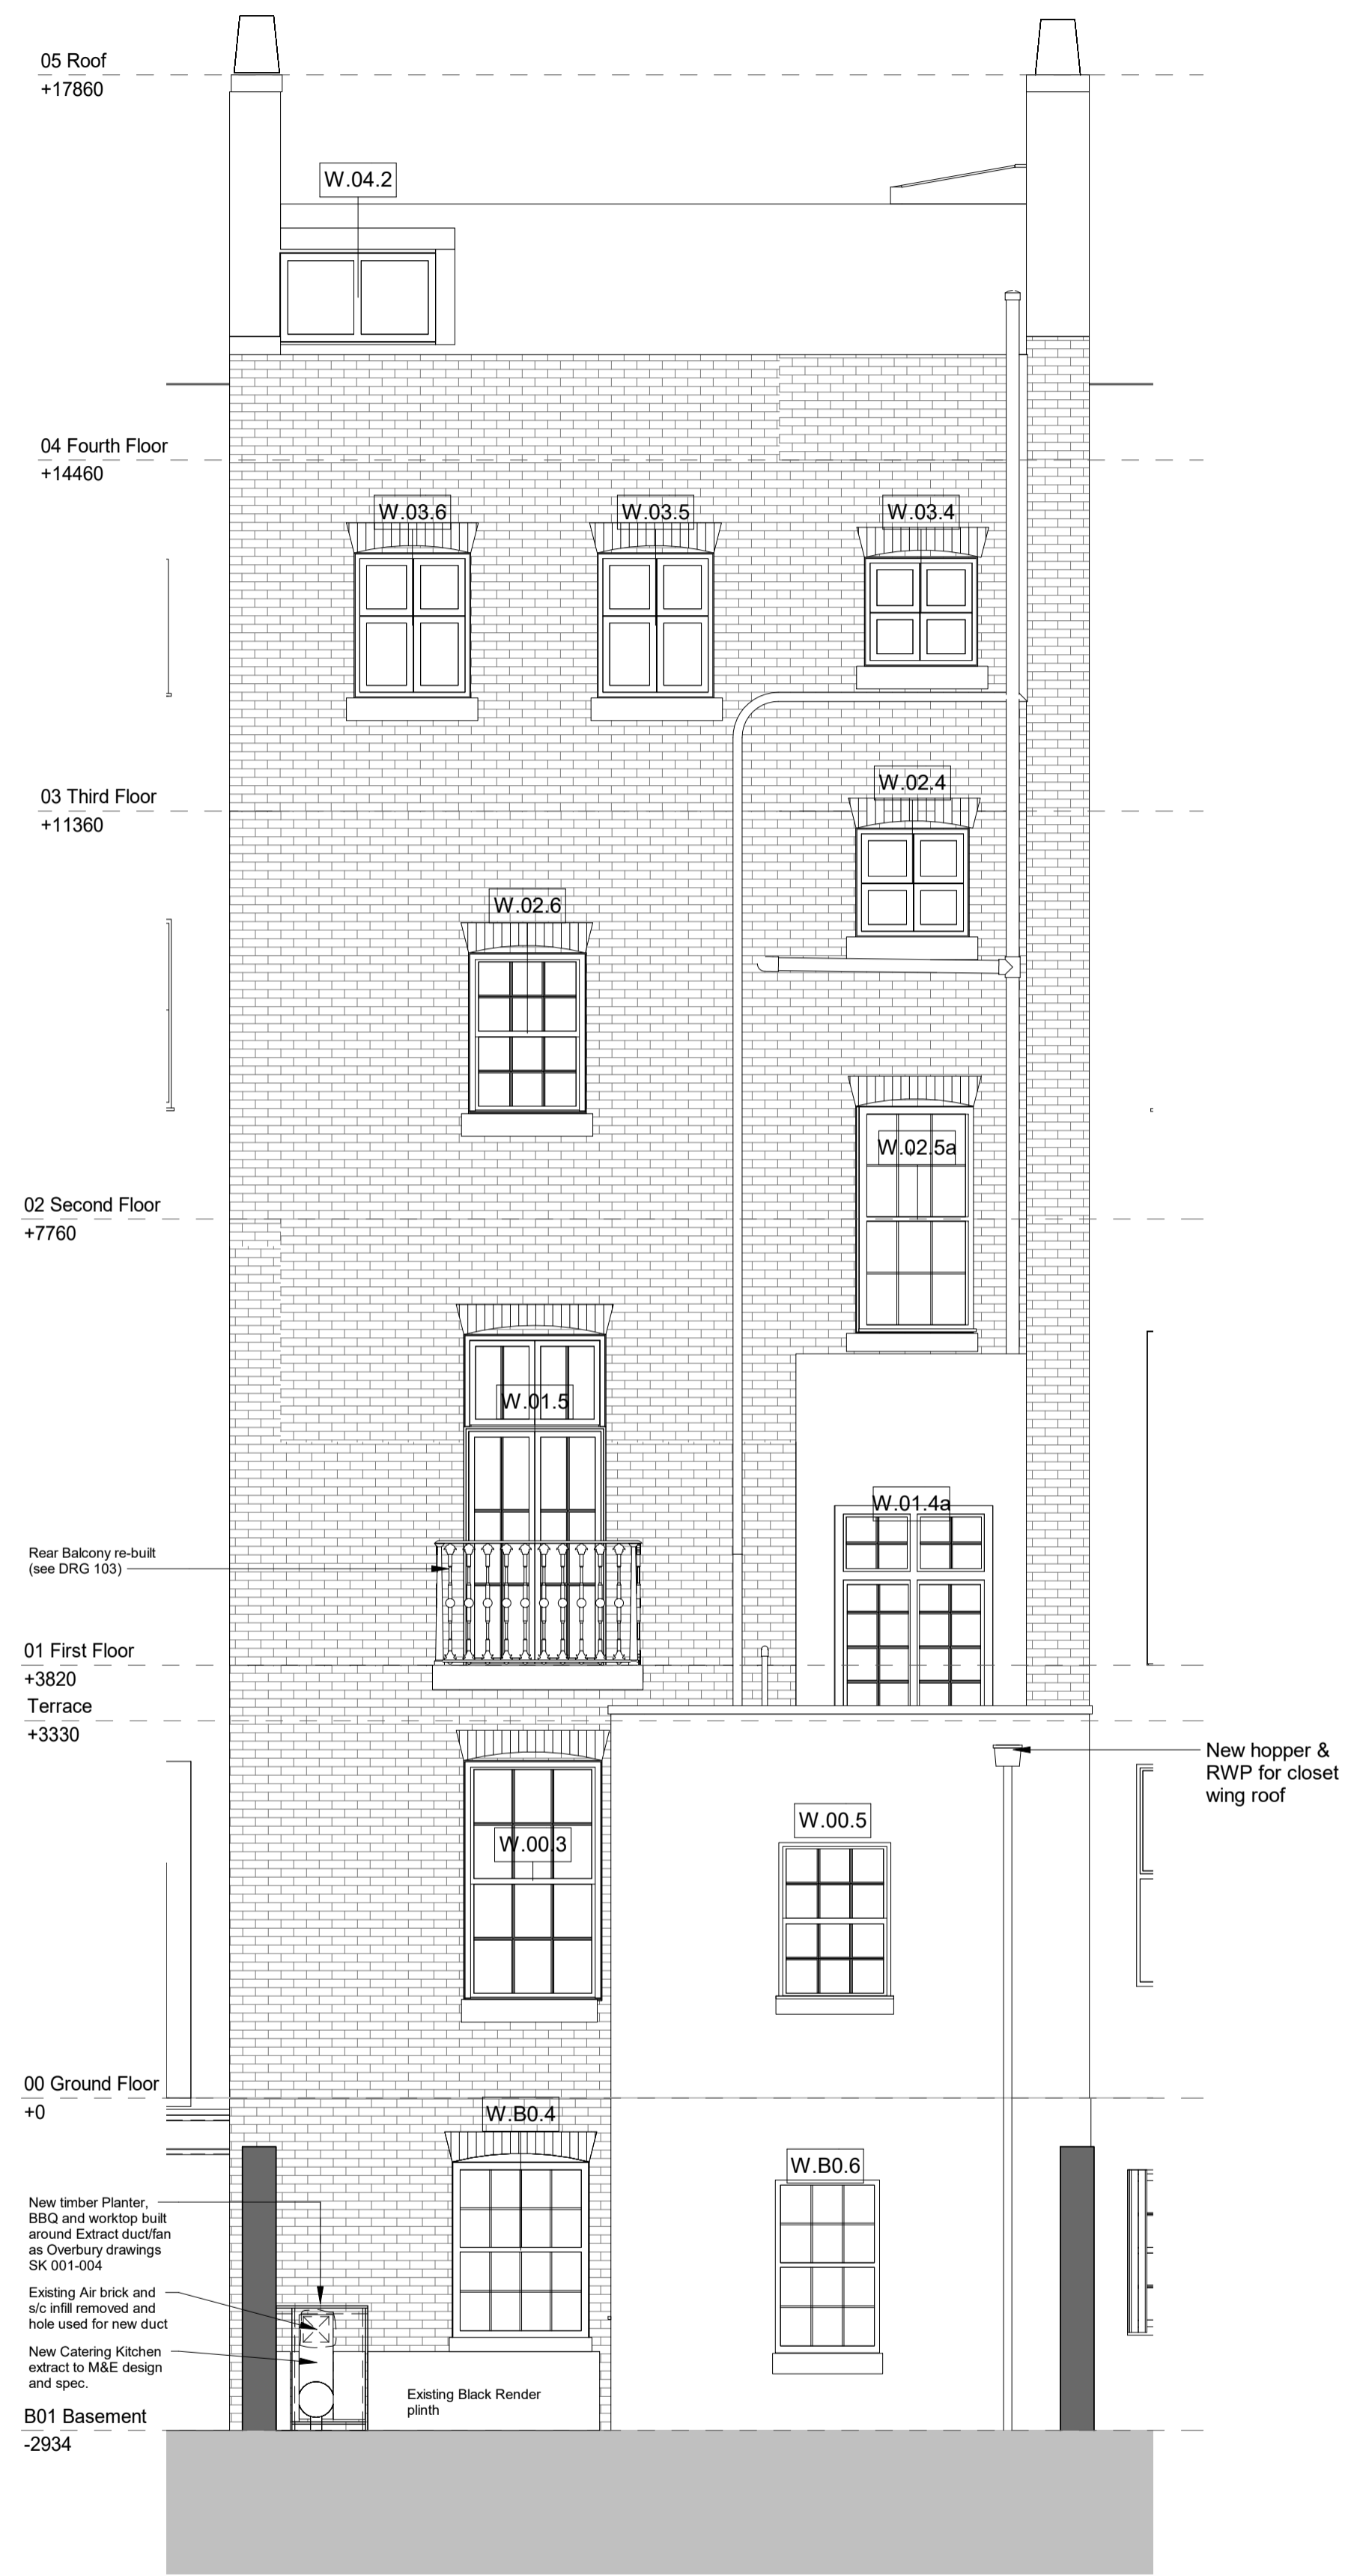 05 Roof
+17860
W.04.2
04 Fourth Floor
+14460
W.03.6
W.03.5
W.03.4
03 Third Floor
+11360
W.02.4
W.02.6
W.02.5a
02 Second Floor
+7760
W.01.5
W.01.4a
Rear Balcony re-built
(see DRG 103)
01 First Floor
+3820
Terrace
+3330
New hopper &
RWP for closet
wing roof
W.00.5
W.00.3
00 Ground Floor
+0
W.B0.4
W.B0.6
New timber Planter,
BBQ and worktop built
around Extract duct/fan
as Overbury drawings
SK 001-004
Existing Air brick and
s/c infill removed and
hole used for new duct
New Catering Kitchen
extract to M&E design
and spec.
Existing Black Render
plinth
B01 Basement
-2934